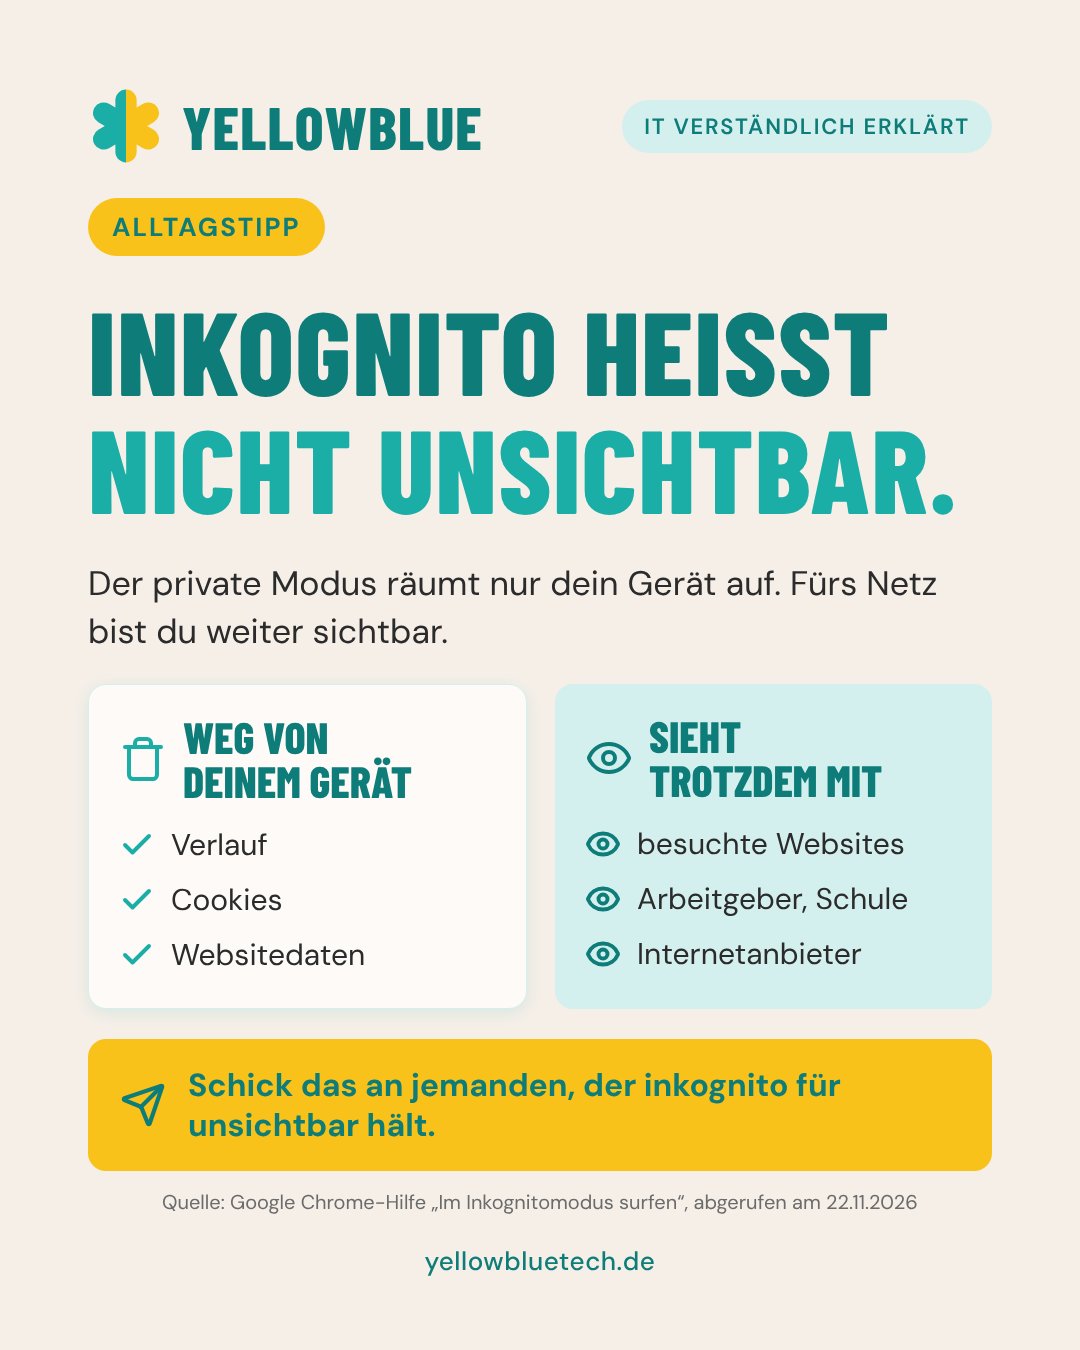 YELLOWBLUE
IT VERSTÄNDLICH ERKLÄRT
ALLTAGSTIPP
INKOGNITO HEISST
NICHT UNSICHTBAR.
Der private Modus räumt nur dein Gerät auf. Fürs Netz
bist du weiter sichtbar.
WEG VON
DEINEM GERÄT
Verlauf
Cookies
Websitedaten
SIEHT
TROTZDEM MIT
besuchte Websites
Arbeitgeber, Schule
Internetanbieter
Schick das an jemanden, der inkognito für
unsichtbar hält.
Quelle: Google Chrome-Hilfe „Im Inkognitomodus surfen“, abgerufen am 22.11.2026
yellowbluetech.de